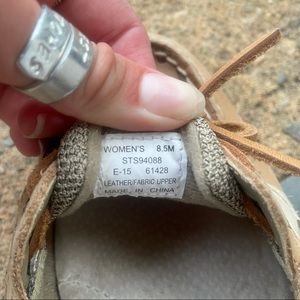 WOMEN'S 8.5M
STS94088
E-15 61428
LEATHER/FABRIC UPPER
MADE IN CHINA